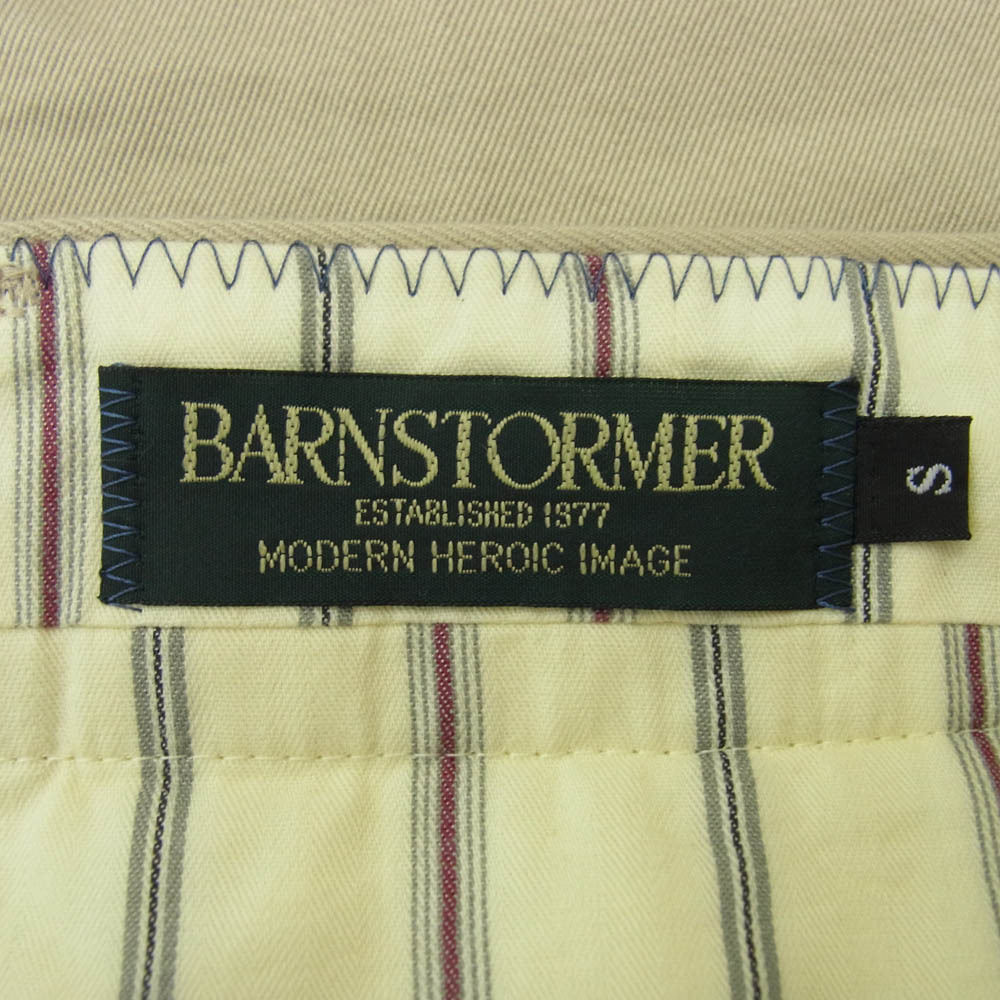 BARNSTORMER
ESTABLISHED 1977
MODERN HEROIC IMAGE
S